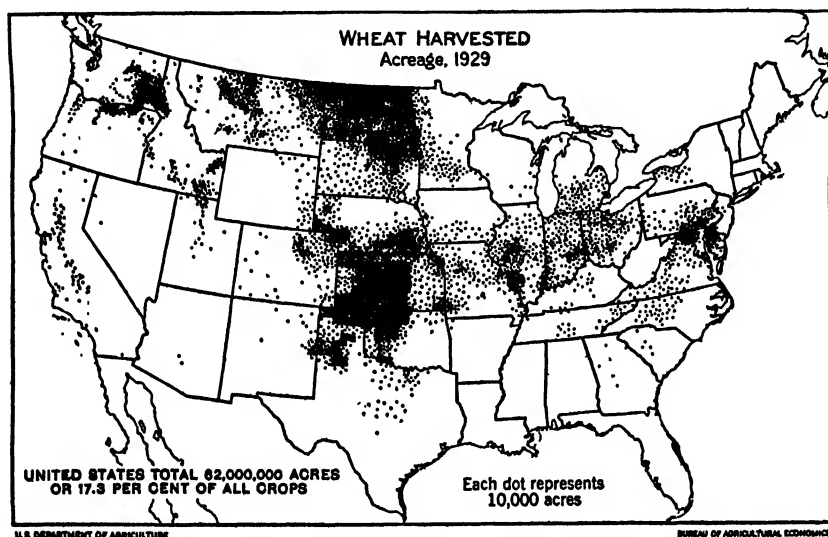 WHEAT HARVESTED
Acreage, 1929
UNITED STATES TOTAL 62,000,000 ACRES
OR 17.3 PER CENT OF ALL CROPS
Each dot represents
10,000 acres
U.S. DEPARTMENT OF AGRICULTURE
BUREAU OF AGRICULTURAL ECONOMICS